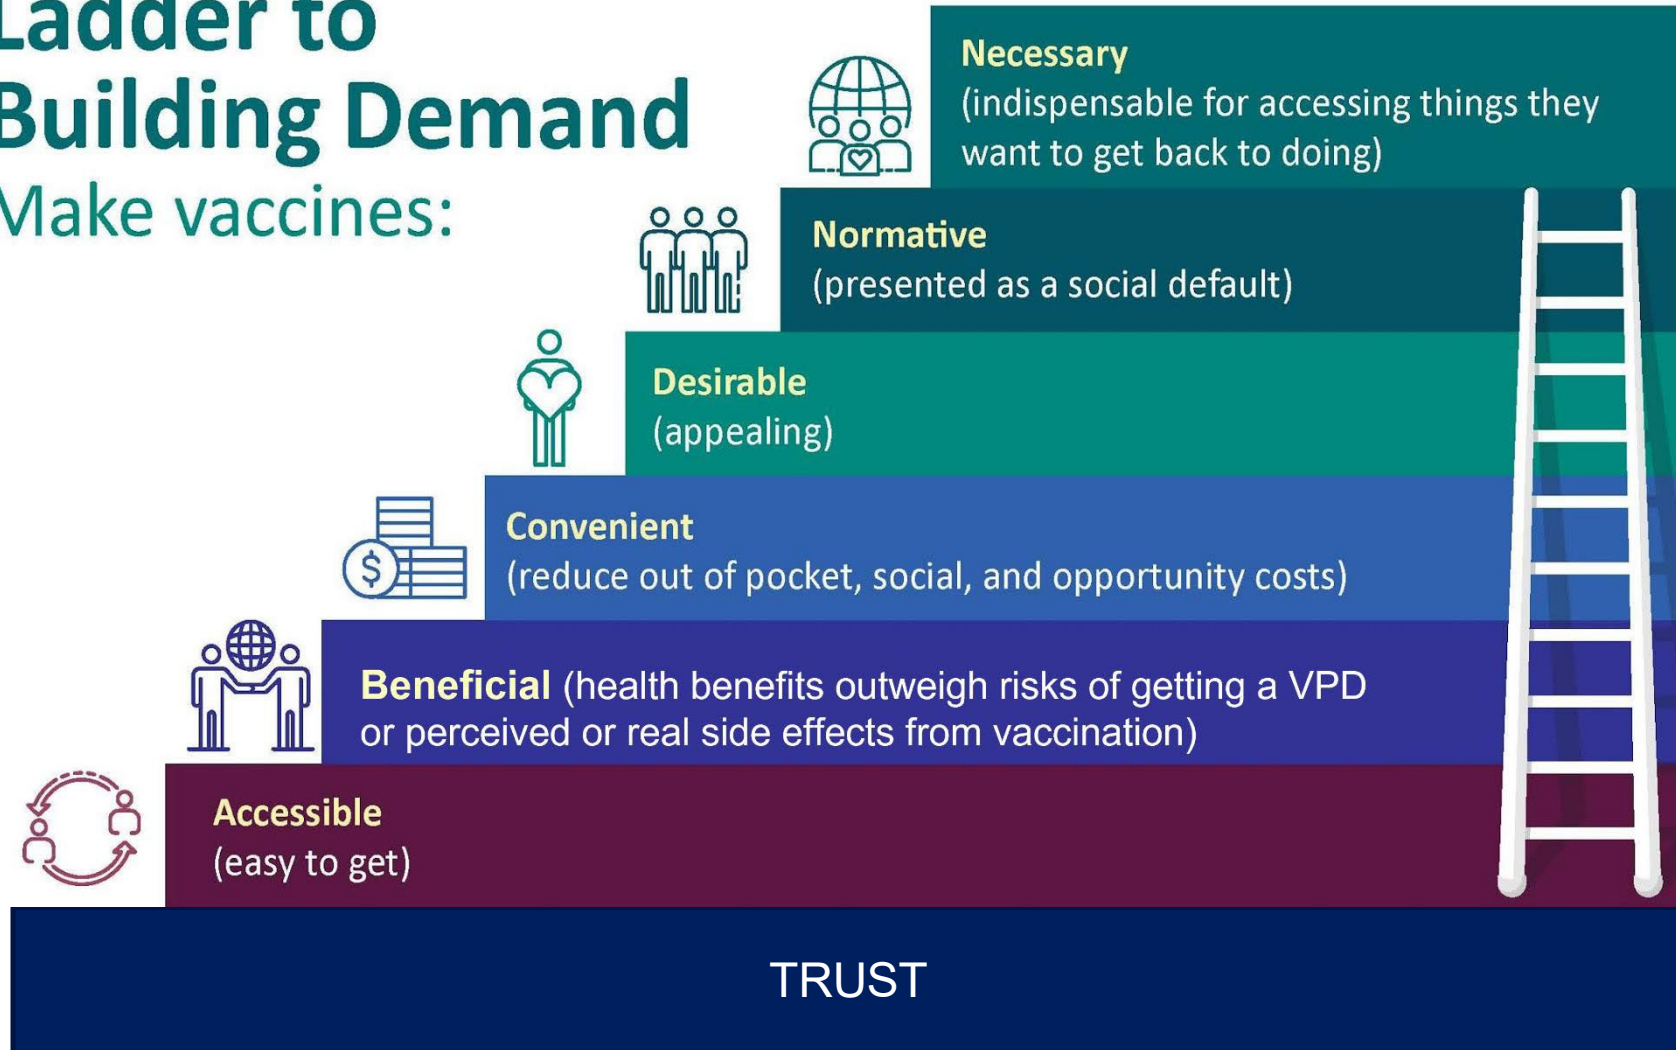 Ladder to
Building Demand
Make vaccines:
Necessary
(indispensable for accessing things they
want to get back to doing)
Normative
(presented as a social default)
Desirable
(appealing)
Convenient
(reduce out of pocket, social, and opportunity costs)
$
Beneficial (health benefits outweigh risks of getting a VPD
or perceived or real side effects from vaccination)
Accessible
(easy to get)
TRUST